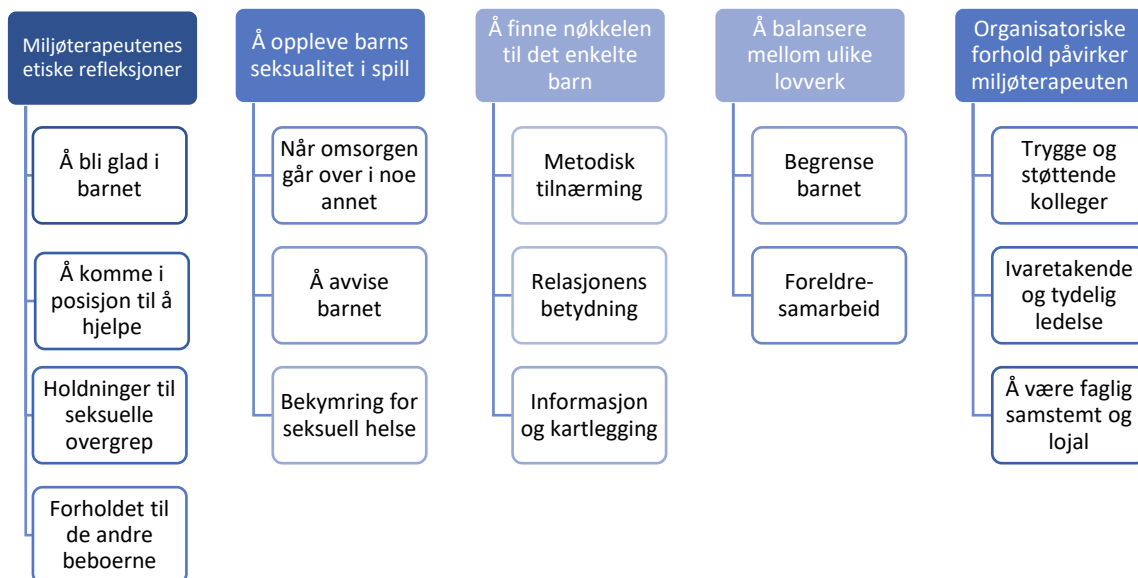 Miljøterapeutenes
etiske refleksjoner
Å bli glad i
barnet
Å komme i
posisjon til å
hjelpe
Holdninger til
seksuelle
overgrep
Forholdet til
de andre
beboerne
Å oppleve barns
seksualitet i spill
Når omsorgen
går over i noe
annet
Å avvise
barnet
Bekymring for
seksuell helse
Å finne nøkkelen
til det enkelte
barn
Metodisk
tilnærming
Relasjonens
betydning
Informasjon
og kartlegging
Å balansere
mellom ulike
lovverk
Begrense
barnet
Foreldre-
samarbeid
Organisatoriske
forhold påvirker
miljøterapeuten
Trygge og
støttende
kolleger
Ivaretakende
og tydelig
ledelse
Å være faglig
samstemt og
lojal